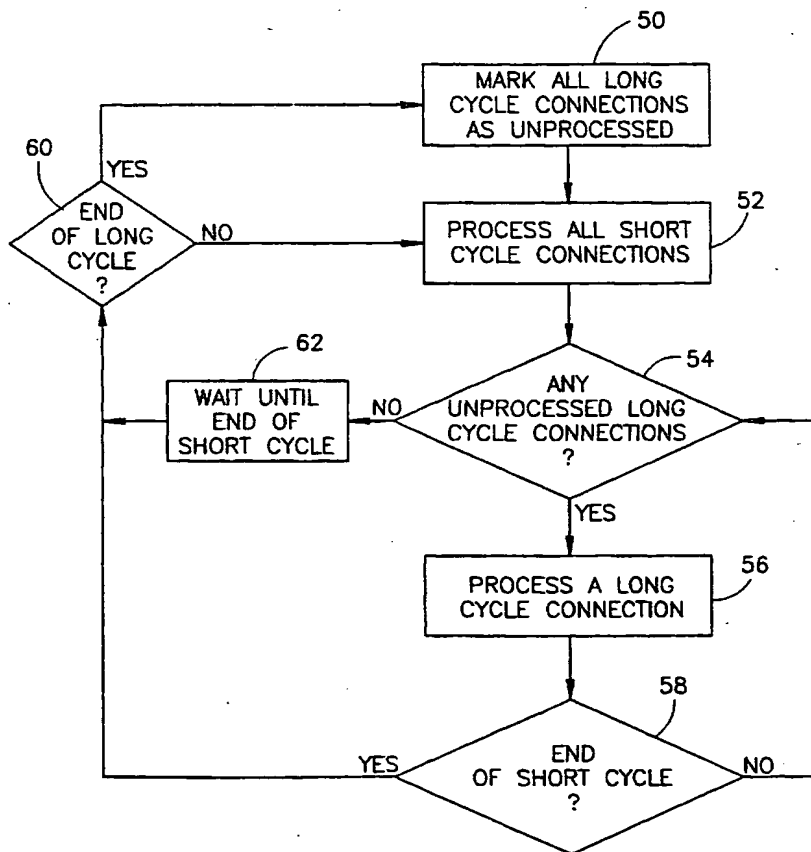 50
MARK ALL LONG
CYCLE CONNECTIONS
AS UNPROCESSED
60
YES
END
OF LONG
CYCLE
?
NO
52
PROCESS ALL SHORT
CYCLE CONNECTIONS
62
WAIT UNTIL
END OF
SHORT CYCLE
NO
54
ANY
UNPROCESSED LONG
CYCLE CONNECTIONS
?
YES
56
PROCESS A LONG
CYCLE CONNECTION
58
YES
END
OF SHORT CYCLE
?
NO